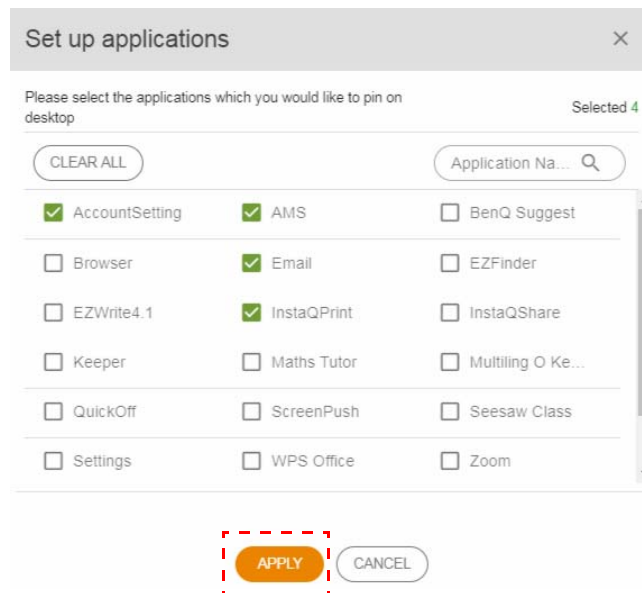 Set up applications
Please select the applications which you would like to pin on
desktop
Selected 4
CLEAR ALL
Application Na...
AccountSetting AMS BenQ Suggest
Browser Email EZFinder
EZWrite4.1 InstaQPrint InstaQShare
Keeper Maths Tutor Multiling O Ke...
QuickOff ScreenPush Seesaw Class
Settings WPS Office Zoom
APPLY CANCEL